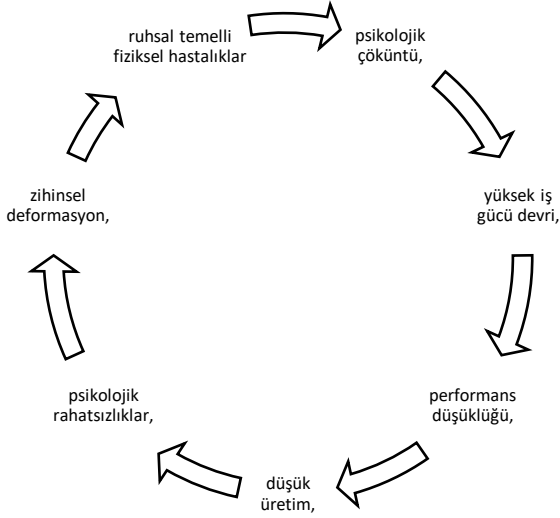 ruhsal temelli
fiziksel hastalıklar
psikolojik
çöküntü,
yüksek iş
gücü devri,
performans
düşüklüğü,
düşük
üretim,
psikolojik
rahatsızlıklar,
zihinsel
deformasyon,